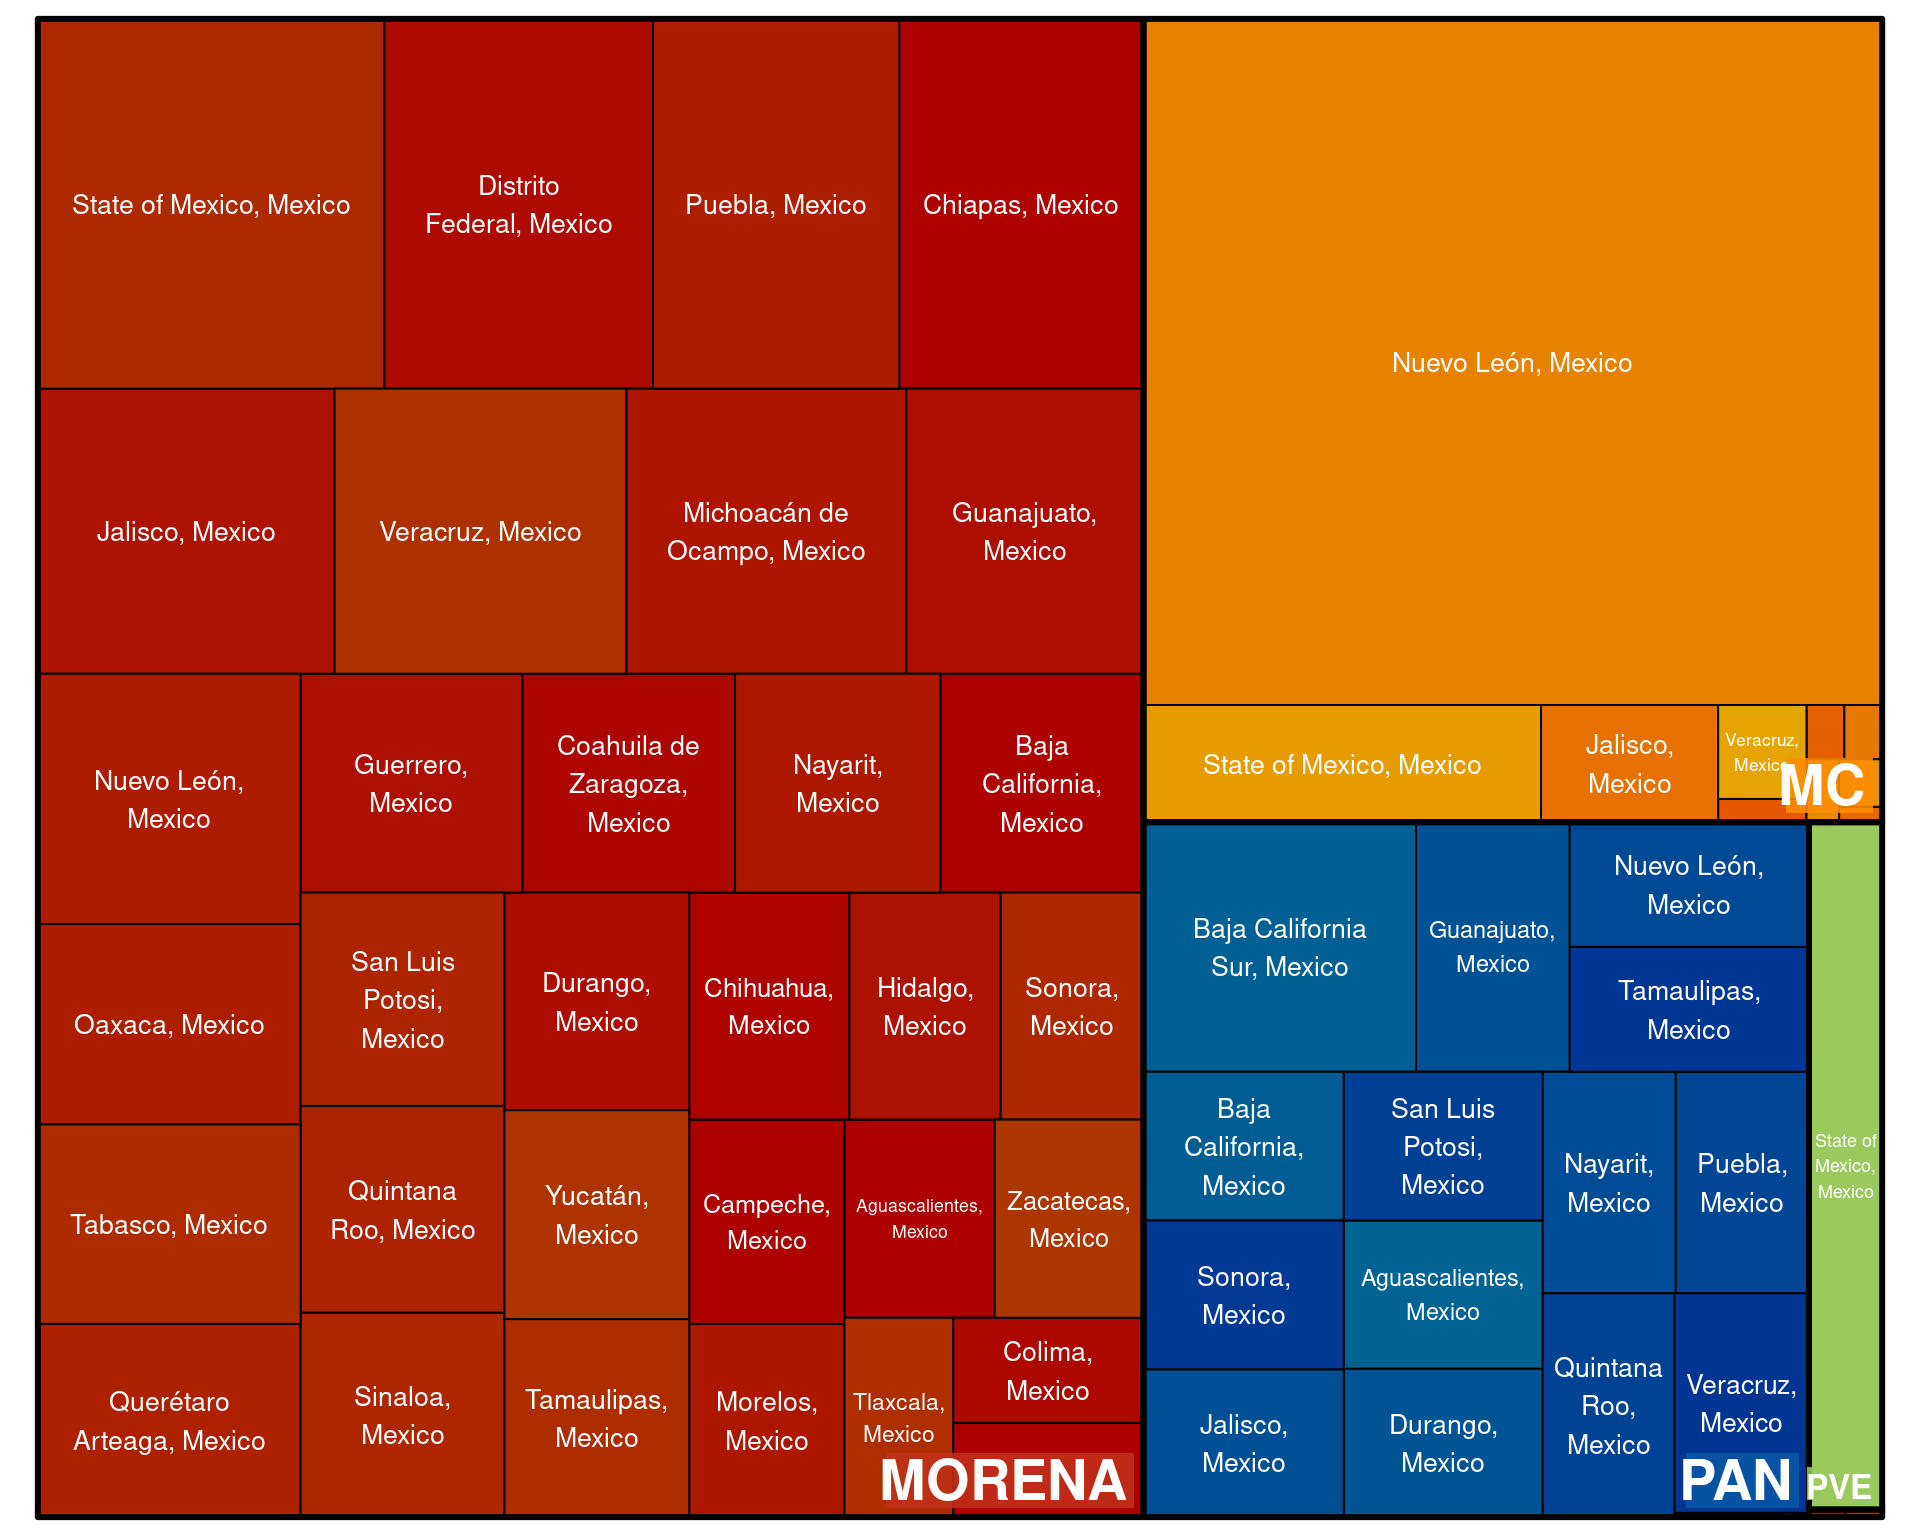 State of Mexico, Mexico
Distrito
Federal, Mexico
Puebla, Mexico
Chiapas, Mexico
Jalisco, Mexico
Veracruz, Mexico
Michoacán de
Ocampo, Mexico
Guanajuato,
Mexico
Nuevo León,
Mexico
Guerrero,
Mexico
Coahuila de
Zaragoza,
Mexico
Nayarit,
Mexico
Baja
California,
Mexico
Oaxaca, Mexico
San Luis
Potosi,
Mexico
Durango,
Mexico
Chihuahua,
Mexico
Hidalgo,
Mexico
Sonora,
Mexico
Tabasco, Mexico
Quintana
Roo, Mexico
Yucatán,
Mexico
Campeche,
Mexico
Aguascalientes,
Mexico
Zacatecas,
Mexico
Querétaro
Arteaga, Mexico
Sinaloa,
Mexico
Tamaulipas,
Mexico
Morelos,
Mexico
Tlaxcala,
Mexico
Colima,
Mexico
MORENA
Nuevo León, Mexico
State of Mexico, Mexico
Jalisco,
Mexico
Veracruz,
Mexico
MC
Baja California
Sur, Mexico
Guanajuato,
Mexico
Nuevo León,
Mexico
Tamaulipas,
Mexico
Baja
California,
Mexico
San Luis
Potosi,
Mexico
Nayarit,
Mexico
Puebla,
Mexico
Sonora,
Mexico
Aguascalientes,
Mexico
Jalisco,
Mexico
Durango,
Mexico
Quintana
Roo,
Mexico
Veracruz,
Mexico
PAN
State of
Mexico,
Mexico
PVE